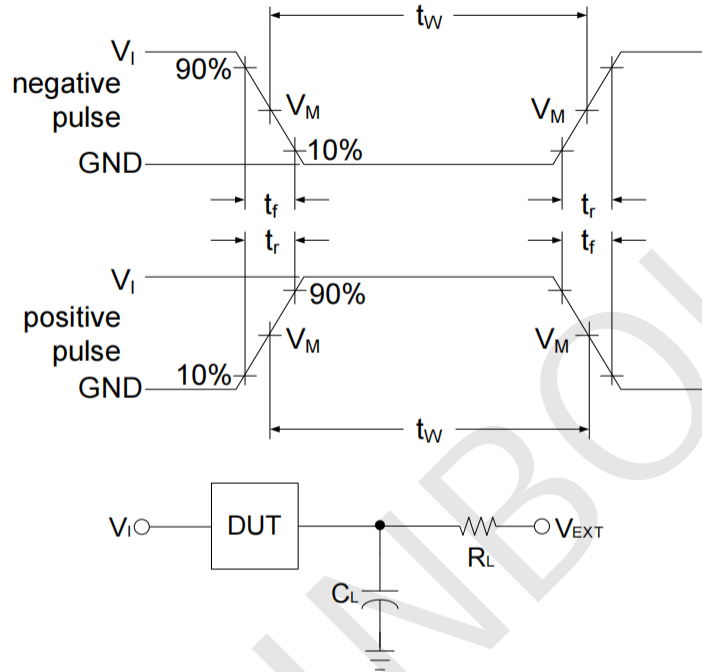 tW
VI
90%
negative
pulse
VM
VM
10%
GND
tf
tr
tr
tf
VI
90%
positive
pulse
VM
VM
10%
GND
tW
VI
DUT
VEXT
RL
CL